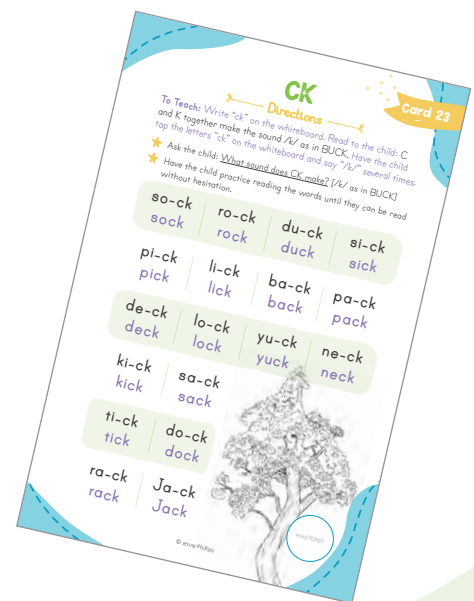 CK
Card 23
Directions
To Teach: Write “ck” on the whiteboard. Read to the child: C
and K together make the sound /k/ as in BUCK. Have the child
tap the letters “ck” on the whiteboard and say “/k/” several times.
Ask the child: What sound does CK make? [/k/ as in BUCK]
Have the child practice reading the words until they can be read
without hesitation.
so-ck ro-ck du-ck si-ck
sock rock duck sick
pi-ck li-ck ba-ck pa-ck
pick lick back pack
de-ck lo-ck yu-ck ne-ck
deck lock yuck neck
ki-ck sa-ck
kick sack
ti-ck do-ck
tick dock
ra-ck Ja-ck
rack Jack
MASTERED
© Jennie Phillips